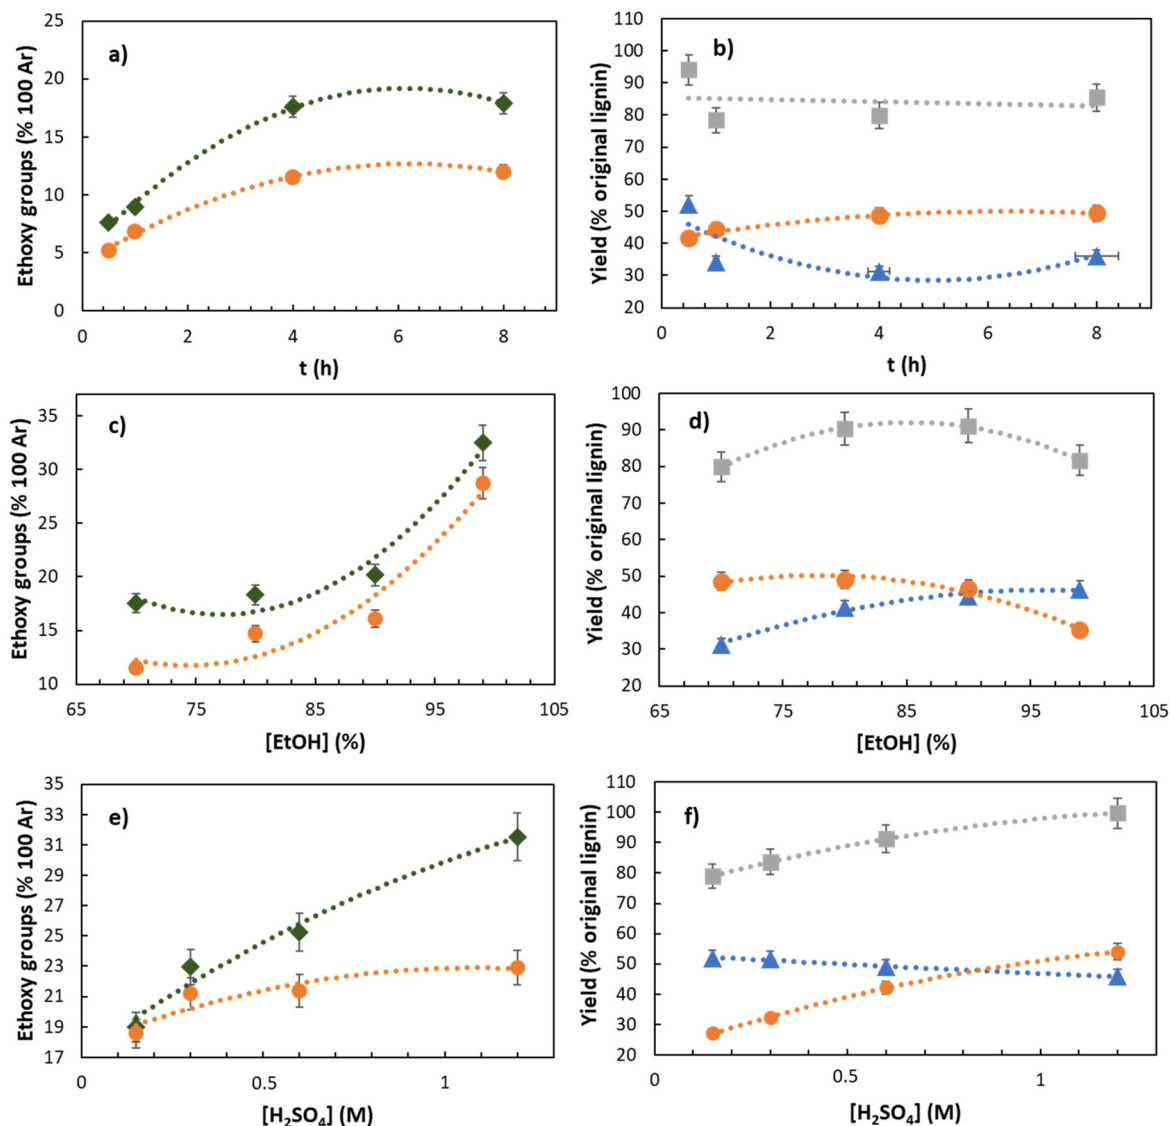 a)
Ethoxy groups (% 100 Ar)
25
20
15
10
5
0
0 2 4 6 8
t (h)
b)
Yield (% original lignin)
110
100
90
80
70
60
50
40
30
20
0 2 4 6 8
t (h)
c)
Ethoxy groups (% 100 Ar)
35
30
25
20
15
10
65 75 85 95 105
[EtOH] (%)
d)
Yield (% original lignin)
100
90
80
70
60
50
40
30
20
65 75 85 95 105
[EtOH] (%)
e)
Ethoxy groups (% 100 Ar)
35
33
31
29
27
25
23
21
19
17
0 0.5 1
[H₂SO₄] (M)
f)
Yield (% original lignin)
110
100
90
80
70
60
50
40
30
20
0 0.5 1
[H₂SO₄] (M)